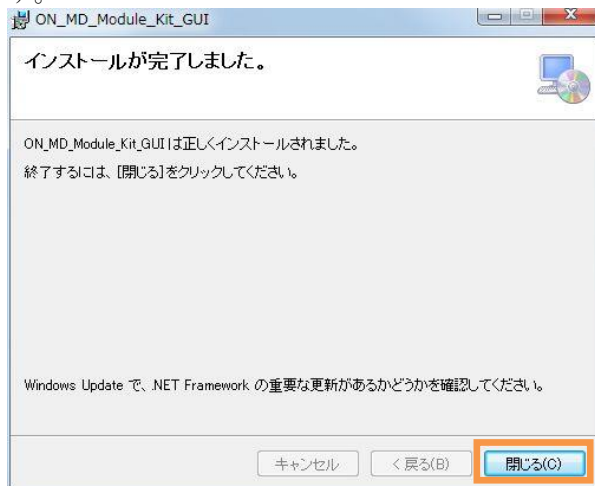 す。
ON_MD_Module_Kit_GUI
インストールが完了しました。
ON_MD_Module_Kit_GUIは正しくインストールされました。
終了するには、[閉じる]をクリックしてください。
Windows Update で、.NET Framework の重要な更新があるかどうかを確認してください。
キャンセル
< 戻る(B)
閉じる(C)